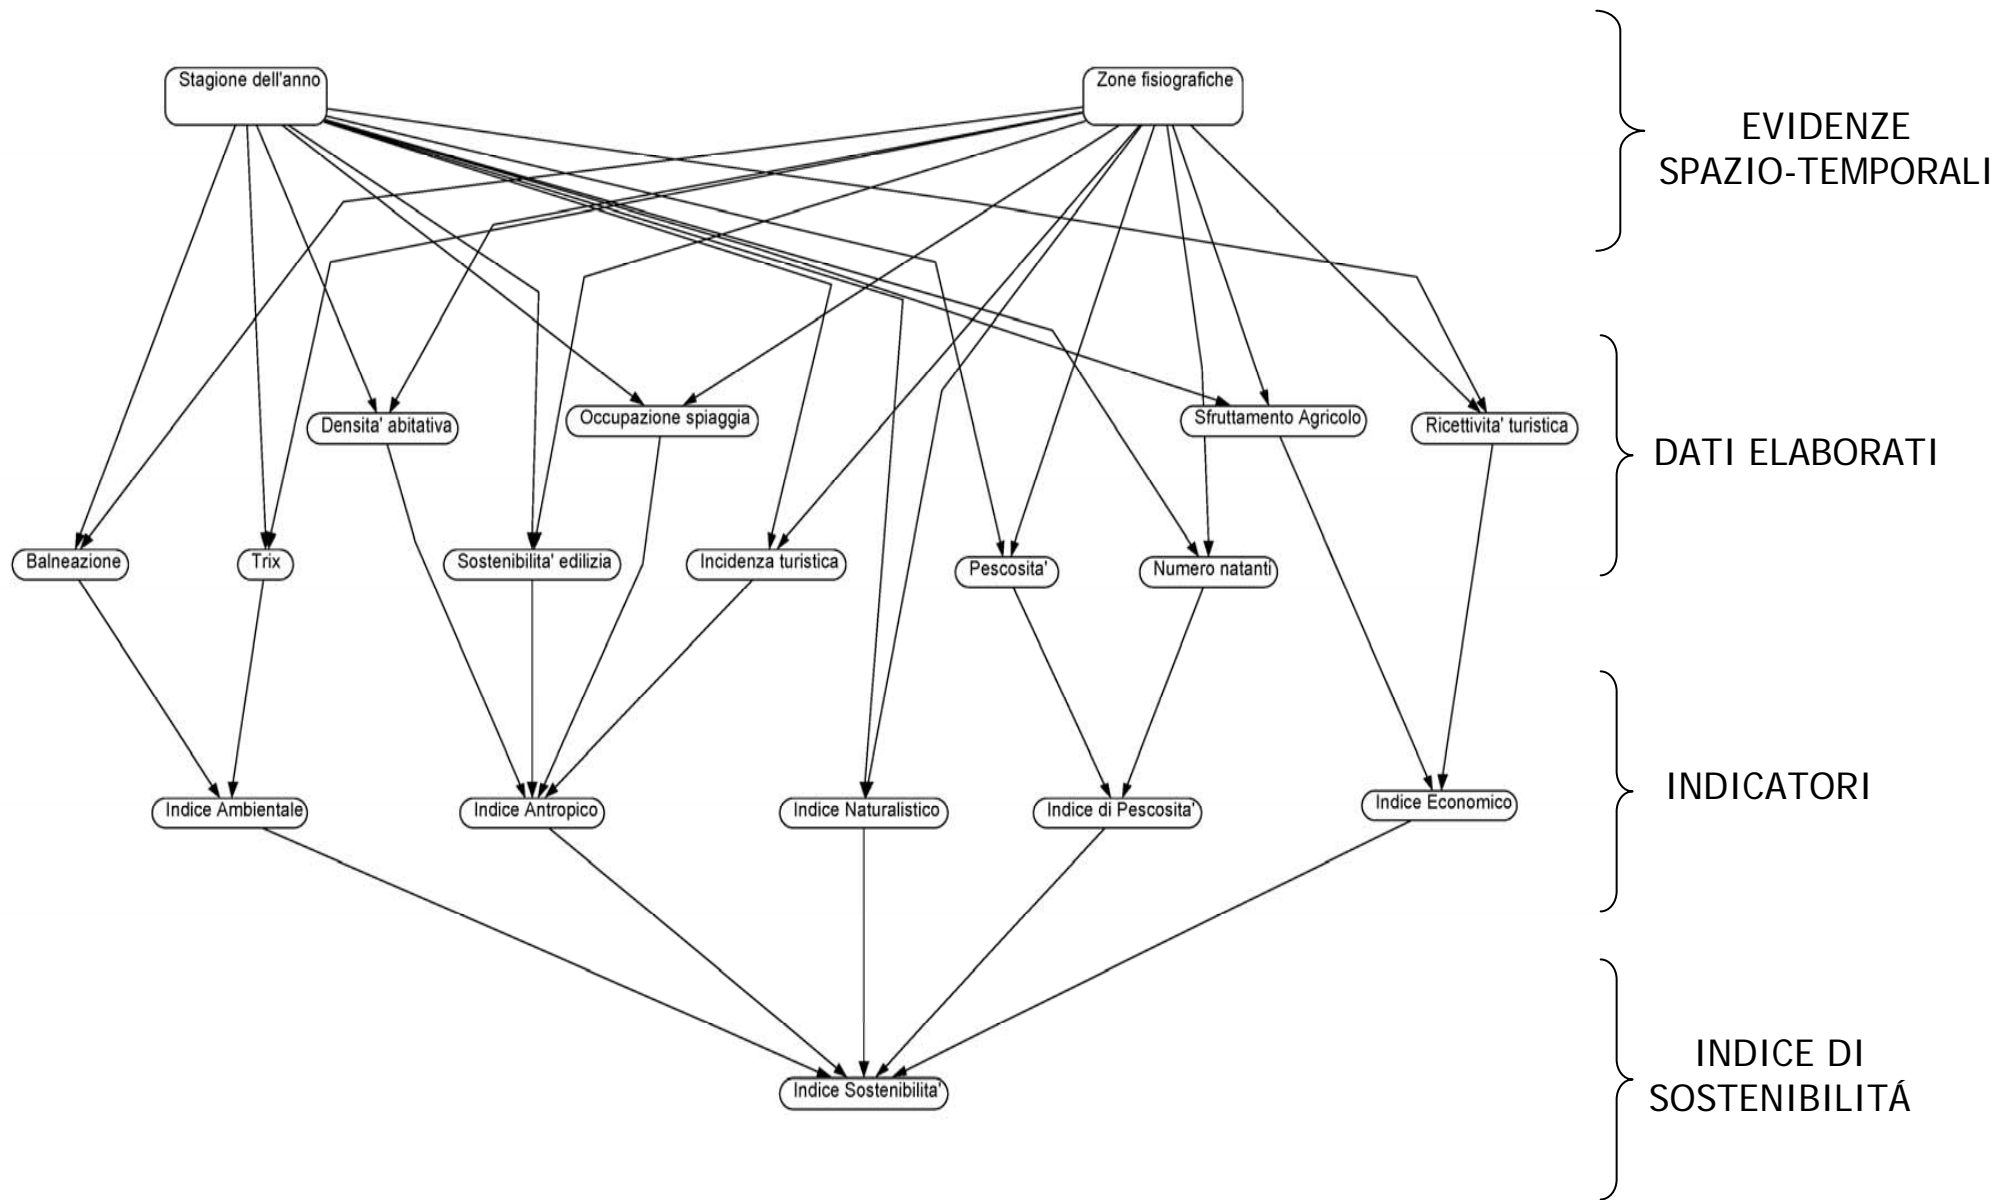 Stagione dell'anno
Zone fisiografiche
EVIDENZE
SPAZIO-TEMPORALI
Densita' abitativa
Occupazione spiaggia
Sfruttamento Agricolo
Ricettivita' turistica
DATI ELABORATI
Balneazione
Trix
Sostenibilita' edilizia
Incidenza turistica
Pescosita'
Numero natanti
Indice Ambientale
Indice Antropico
Indice Naturalistico
Indice di Pescosita'
Indice Economico
INDICATORI
Indice Sostenibilita'
INDICE DI
SOSTENIBILITÁ